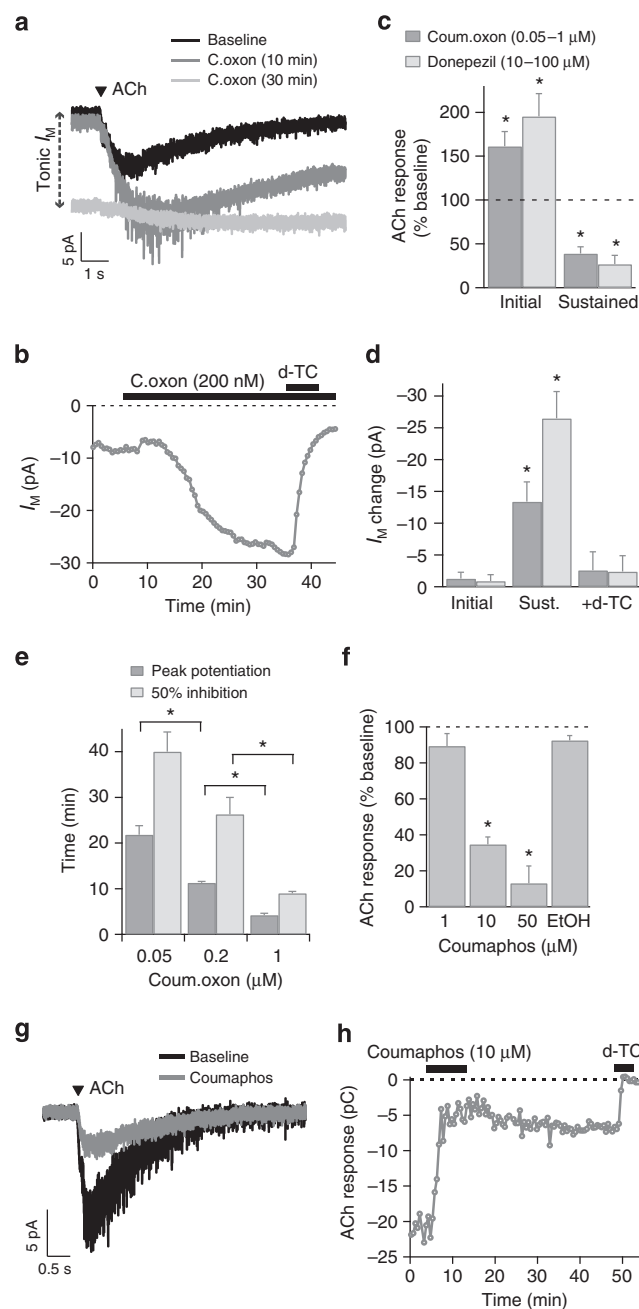 a
Baseline
C.oxon (10 min)
C.oxon (30 min)
ACh
Tonic I_M
5 pA
1 s
c
Coum.oxon (0.05–1 μM)
Donepezil (10–100 μM)
ACh response
(% baseline)
200
150
100
50
0
* * * *
Initial Sustained
b
C.oxon (200 nM)
d-TC
I_M (pA)
0
–10
–20
–30
0 10 20 30 40
Time (min)
d
I_M change (pA)
–30
–25
–20
–15
–10
–5
0
* *
Initial Sust. +d-TC
e
Peak potentiation
50% inhibition
Time (min)
40
30
20
10
0
* * *
0.05 0.2 1
Coum.oxon (μM)
f
ACh response (% baseline)
100
80
60
40
20
0
* *
1 10 50 EtOH
Coumaphos (μM)
g
Baseline
Coumaphos
ACh
5 pA
0.5 s
h
Coumaphos (10 μM)
d-TC
ACh response (pC)
0
–5
–10
–15
–20
–25
0 10 20 30 40 50
Time (min)